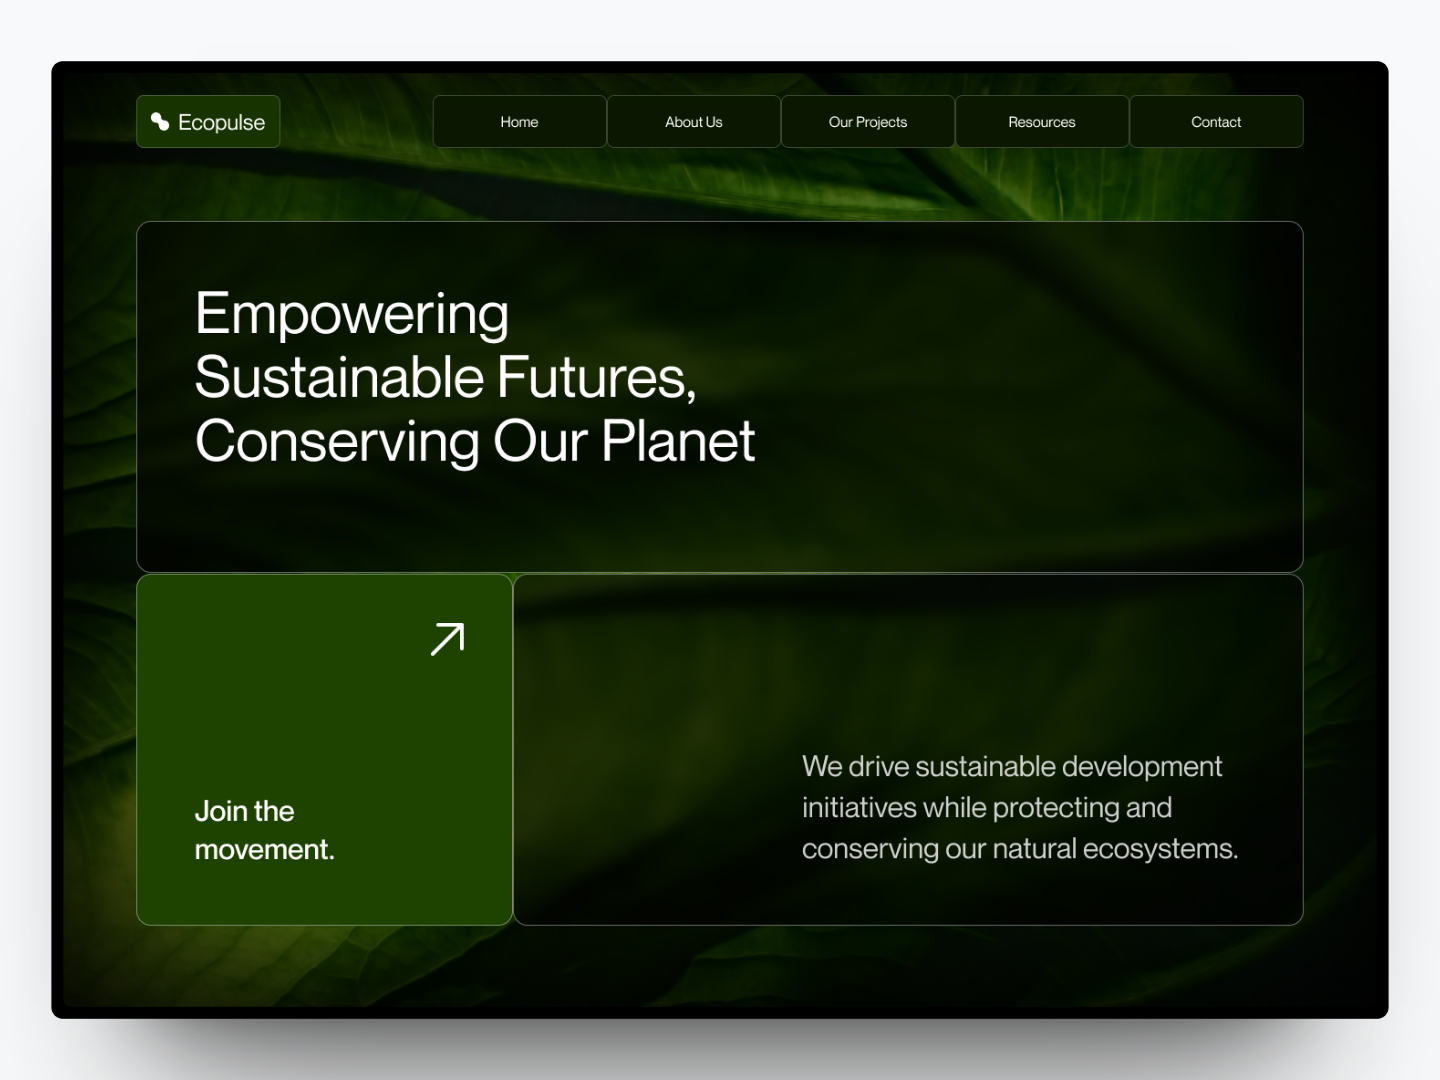 Ecopulse
Home
About Us
Our Projects
Resources
Contact
Empowering
Sustainable Futures,
Conserving Our Planet
Join the
movement.
We drive sustainable development
initiatives while protecting and
conserving our natural ecosystems.